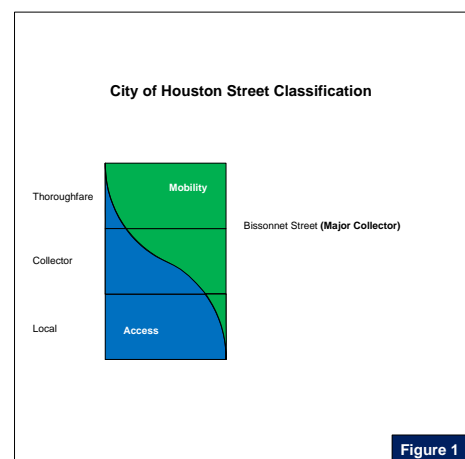 City of Houston Street Classification
Mobility
Thoroughfare
Bissonnet Street (Major Collector)
Collector
Local
Access
Figure 1